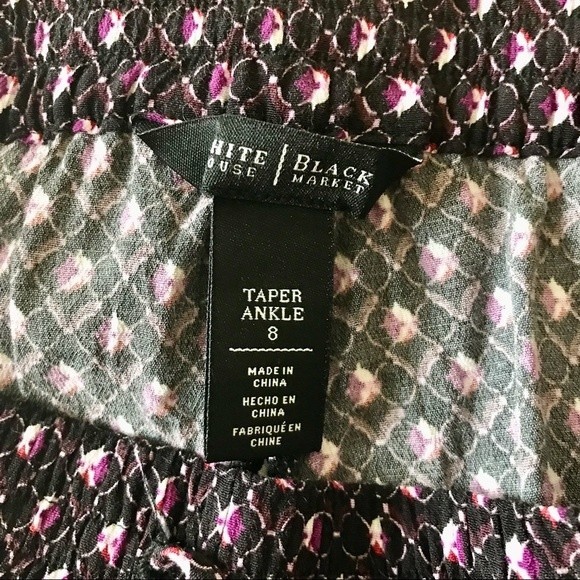 HITE | BLACK
OUSE | MARKET
TAPER
ANKLE
8
MADE IN
CHINA
HECHO EN
CHINA
FABRIQUÉ EN
CHINE